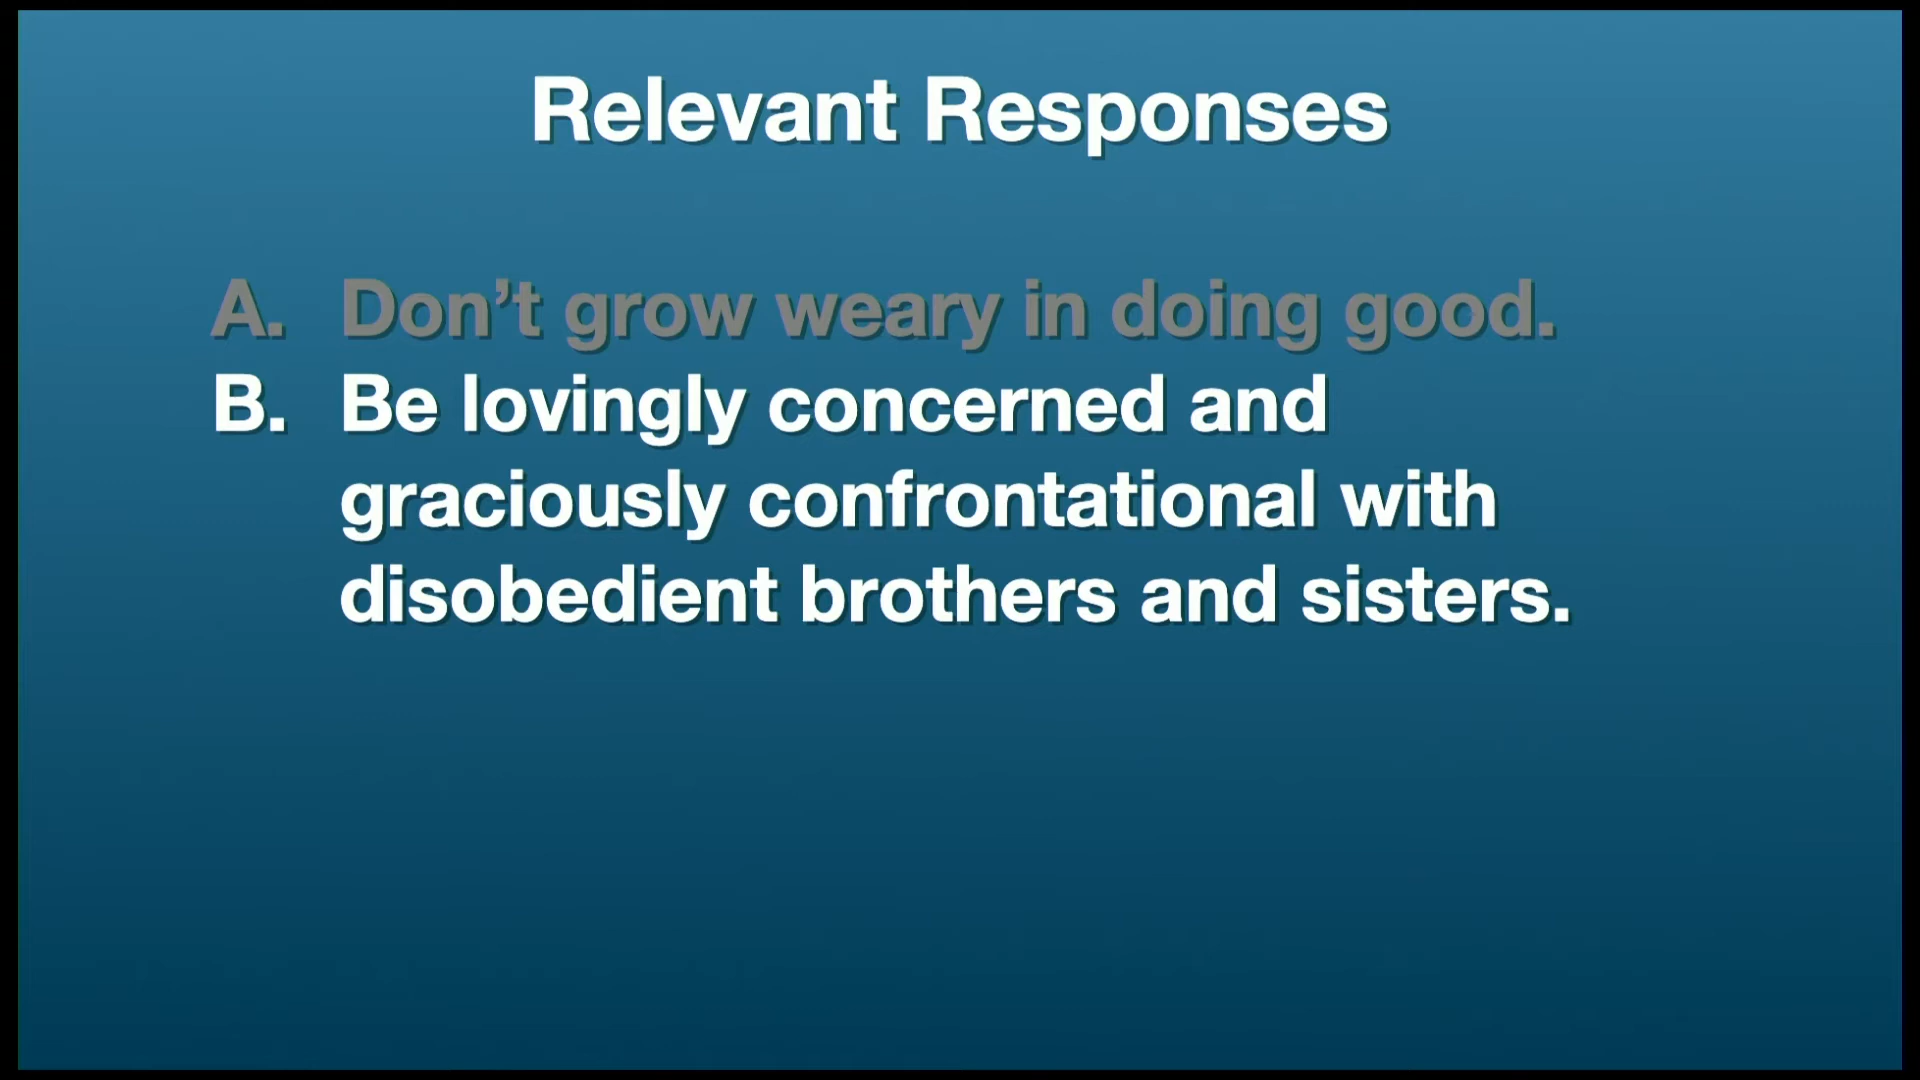 Relevant Responses
A. Don’t grow weary in doing good.
B. Be lovingly concerned and
graciously confrontational with
disobedient brothers and sisters.